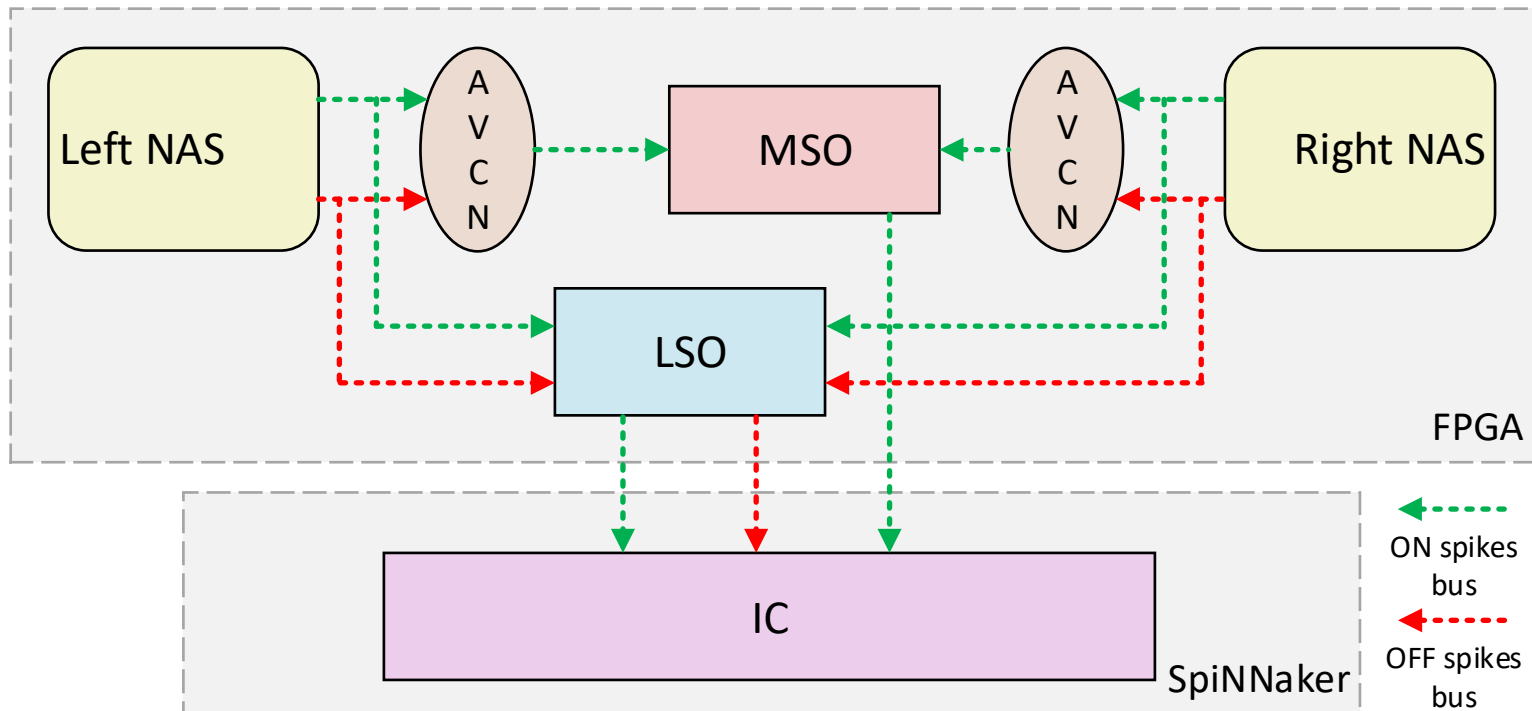 Left NAS
A
V
C
N
MSO
A
V
C
N
Right NAS
LSO
FPGA
IC
SpiNNaker
ON spikes
bus
OFF spikes
bus